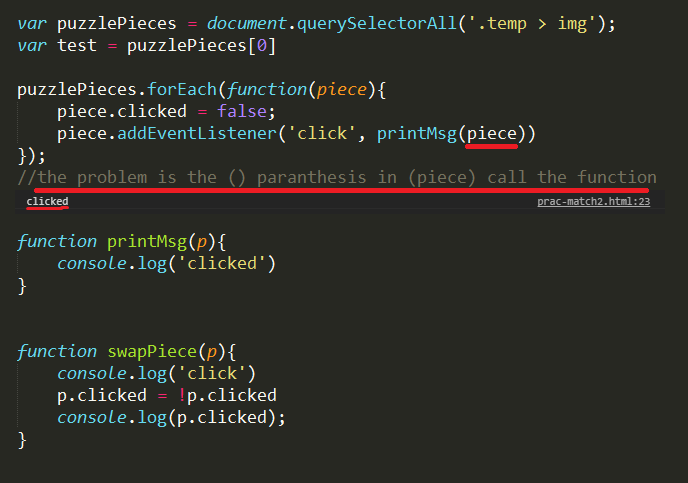 var puzzlePieces = document.querySelectorAll('.temp > img');
var test = puzzlePieces[0]
puzzlePieces.forEach(function(piece){
piece.clicked = false;
piece.addEventListener('click', printMsg(piece))
});
//the problem is the () paranthesis in (piece) call the function
clicked prac-match2.html:23
function printMsg(p){
console.log('clicked')
}
function swapPiece(p){
console.log('click')
p.clicked = !p.clicked
console.log(p.clicked);
}